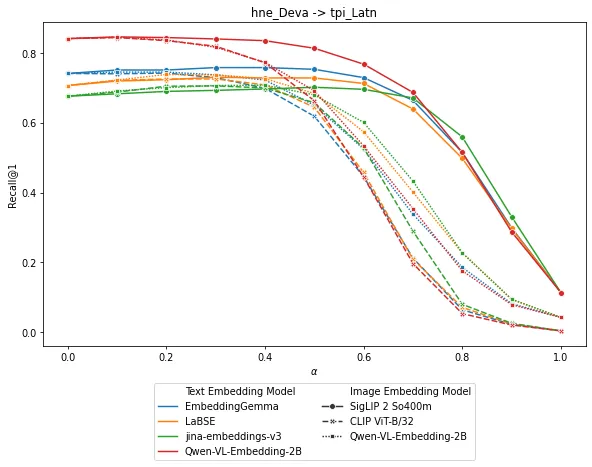 hne_Deva -> tpi_Latn
Recall@1
0.8
0.6
0.4
0.2
0.0
0.0 0.2 0.4 0.6 0.8 1.0
α
Text Embedding Model
EmbeddingGemma
LaBSE
jina-embeddings-v3
Qwen-VL-Embedding-2B
Image Embedding Model
SigLIP 2 So400m
CLIP ViT-B/32
Qwen-VL-Embedding-2B